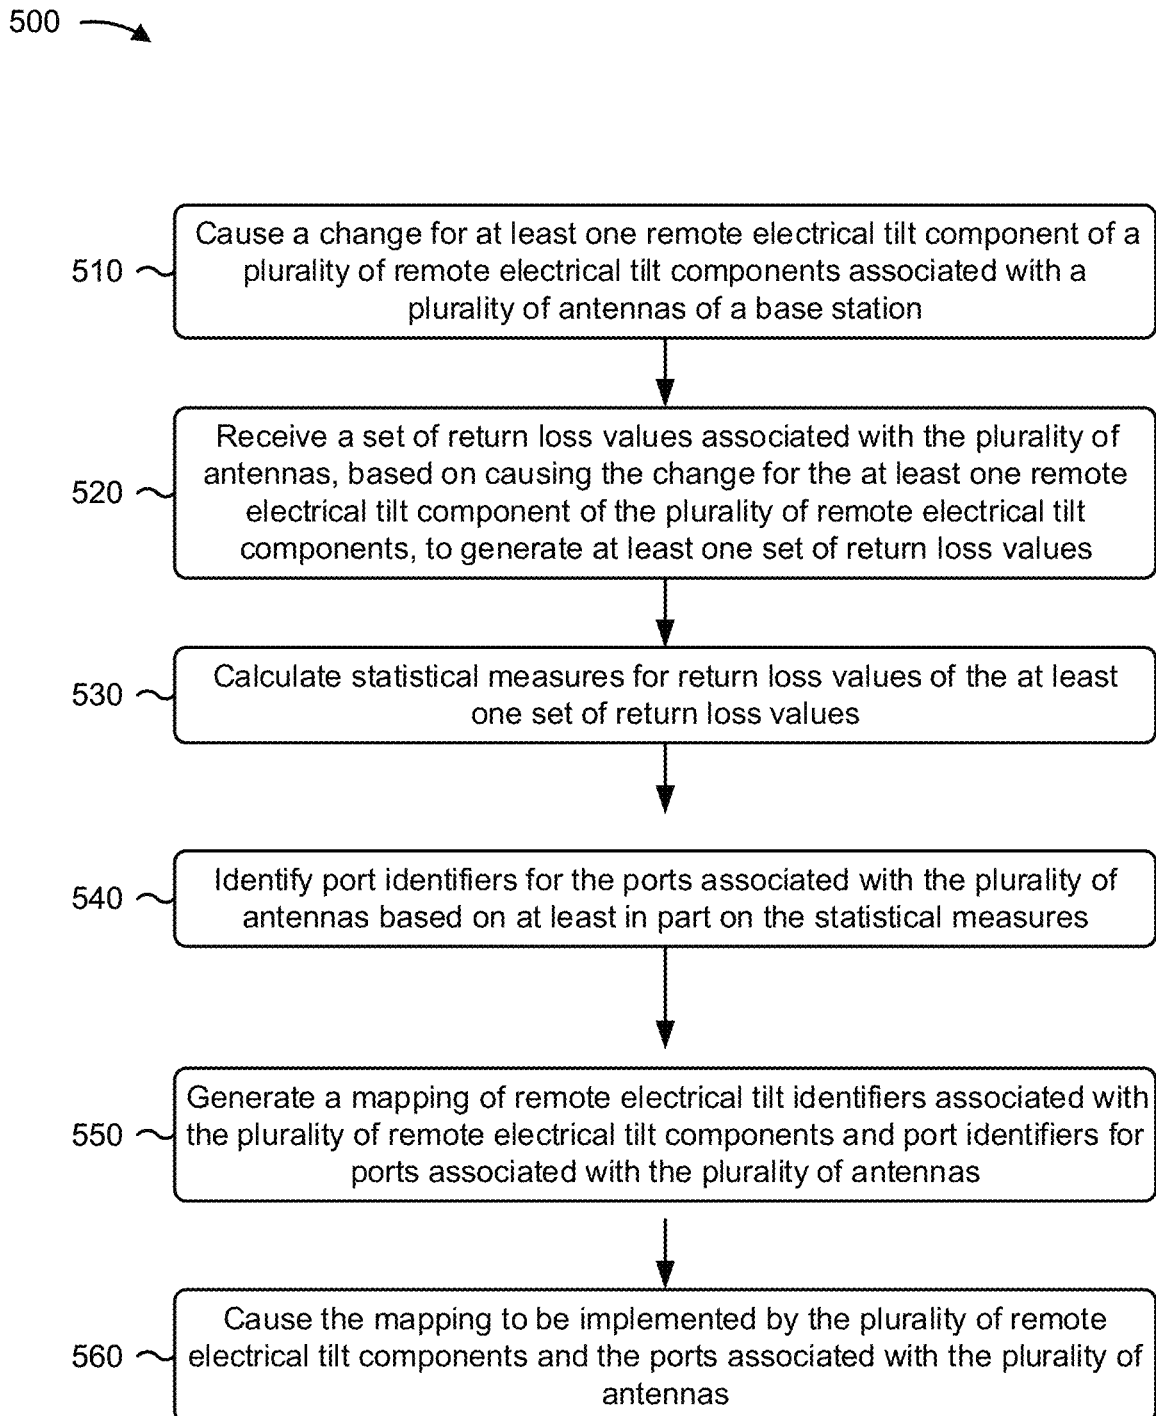 500
510
Cause a change for at least one remote electrical tilt component of a
plurality of remote electrical tilt components associated with a
plurality of antennas of a base station
520
Receive a set of return loss values associated with the plurality of
antennas, based on causing the change for the at least one remote
electrical tilt component of the plurality of remote electrical tilt
components, to generate at least one set of return loss values
530
Calculate statistical measures for return loss values of the at least
one set of return loss values
540
Identify port identifiers for the ports associated with the plurality of
antennas based on at least in part on the statistical measures
550
Generate a mapping of remote electrical tilt identifiers associated with
the plurality of remote electrical tilt components and port identifiers for
ports associated with the plurality of antennas
560
Cause the mapping to be implemented by the plurality of remote
electrical tilt components and the ports associated with the plurality of
antennas